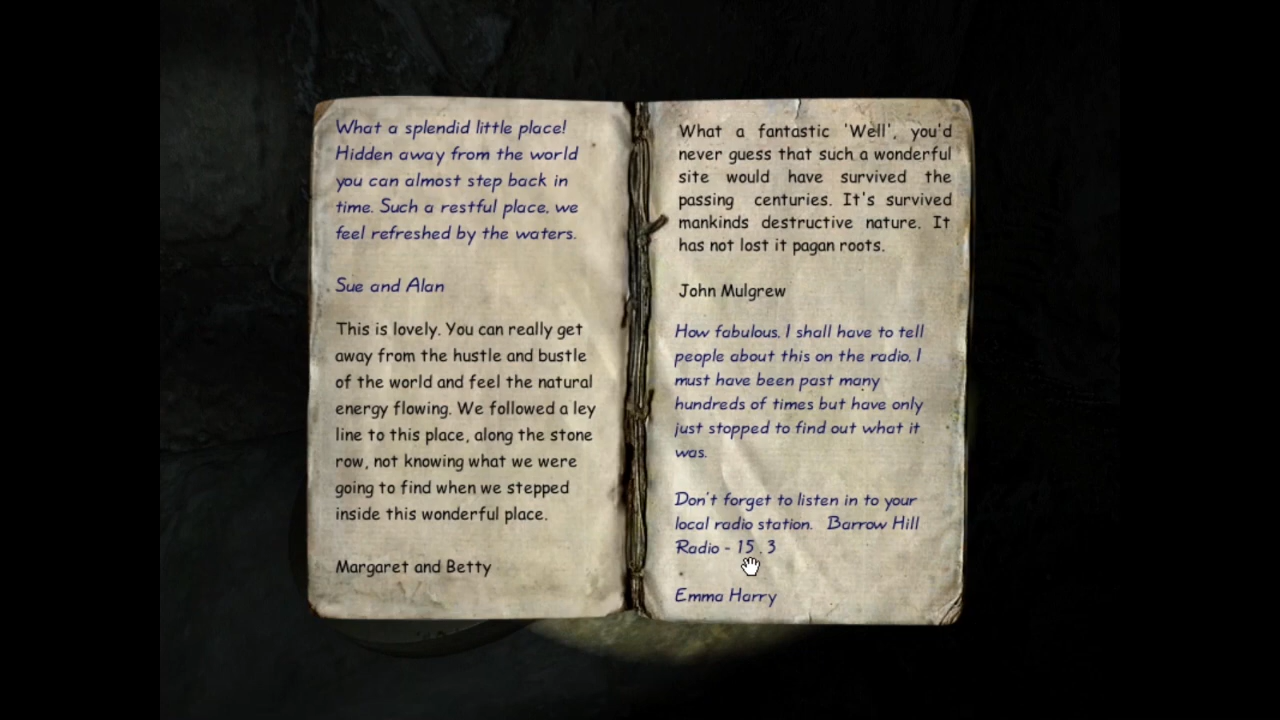 What a splendid little place!
Hidden away from the world
you can almost step back in
time. Such a restful place, we
feel refreshed by the waters.
Sue and Alan
This is lovely. You can really get
away from the hustle and bustle
of the world and feel the natural
energy flowing. We followed a ley
line to this place, along the stone
row, not knowing what we were
going to find when we stepped
inside this wonderful place.
Margaret and Betty
What a fantastic 'Well', you'd
never guess that such a wonderful
site would have survived the
passing centuries. It's survived
mankinds destructive nature. It
has not lost it pagan roots.
John Mulgrew
How fabulous. I shall have to tell
people about this on the radio. I
must have been past many
hundreds of times but have only
just stopped to find out what it
was.
Don't forget to listen in to your
local radio station. Barrow Hill
Radio - 15.3
Emma Harry